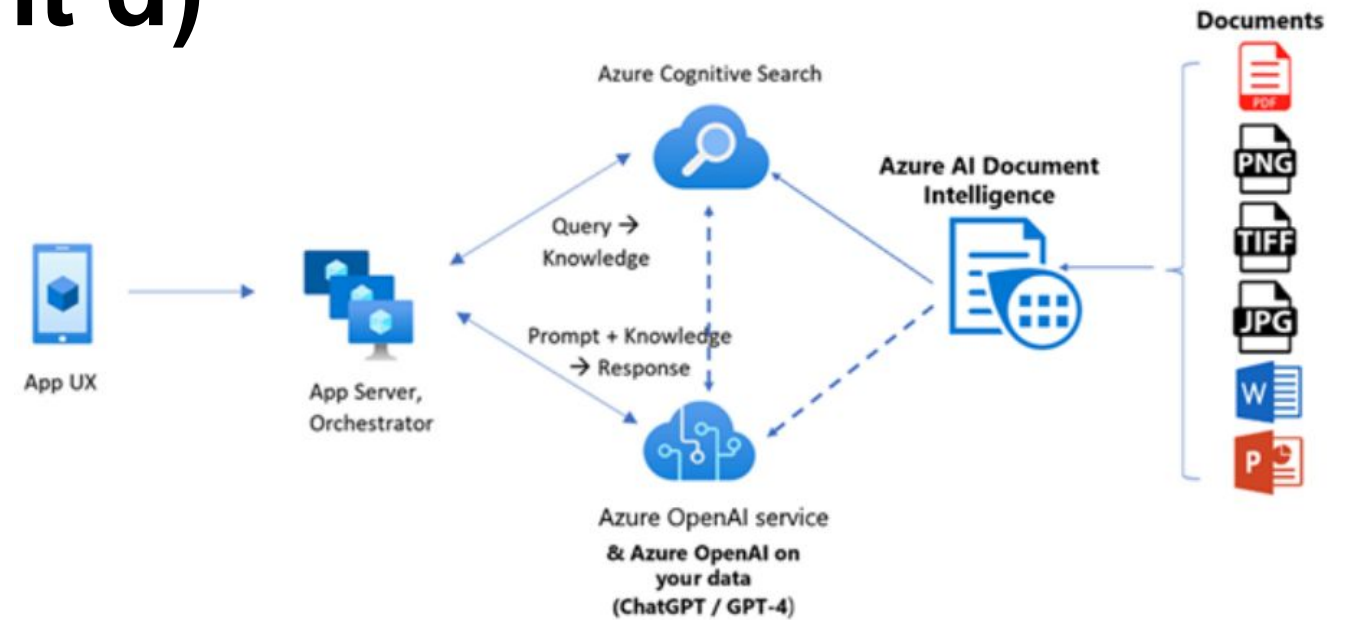 it'd)
Documents
Azure Cognitive Search
PDF
PNG
Azure AI Document
Intelligence
TIFF
Query →
Knowledge
JPG
Prompt + Knowledge
→ Response
App UX
App Server,
Orchestrator
W
P
Azure OpenAI service
& Azure OpenAI on
your data
(ChatGPT / GPT-4)